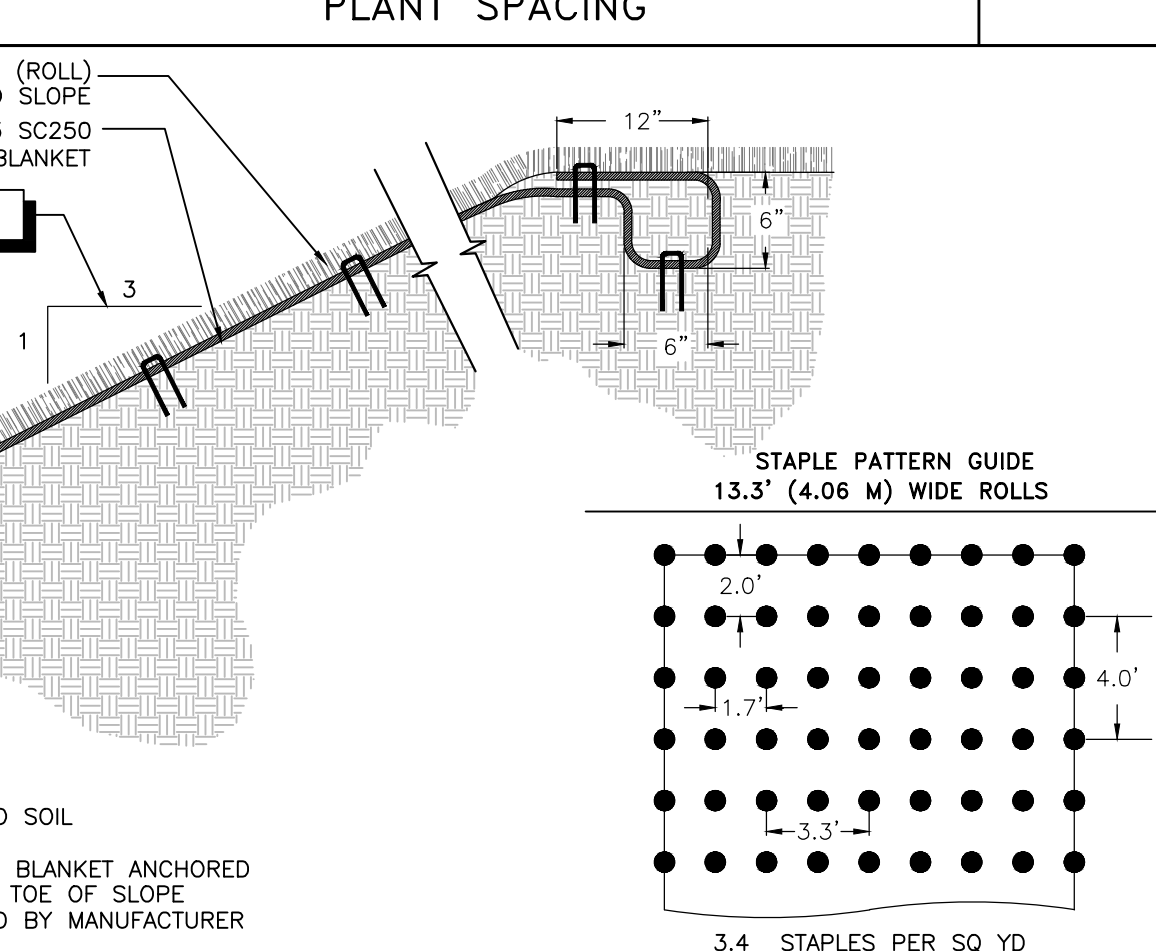 PLANT SPACING
(ROLL)
SLOPE
SC250
BLANKET
3
1
12”
6”
6”
STAPLE PATTERN GUIDE
13.3’ (4.06 M) WIDE ROLLS
2.0’
4.0’
1.7’
3.3’
SOIL
BLANKET ANCHORED
TOE OF SLOPE
BY MANUFACTURER
3.4 STAPLES PER SQ YD